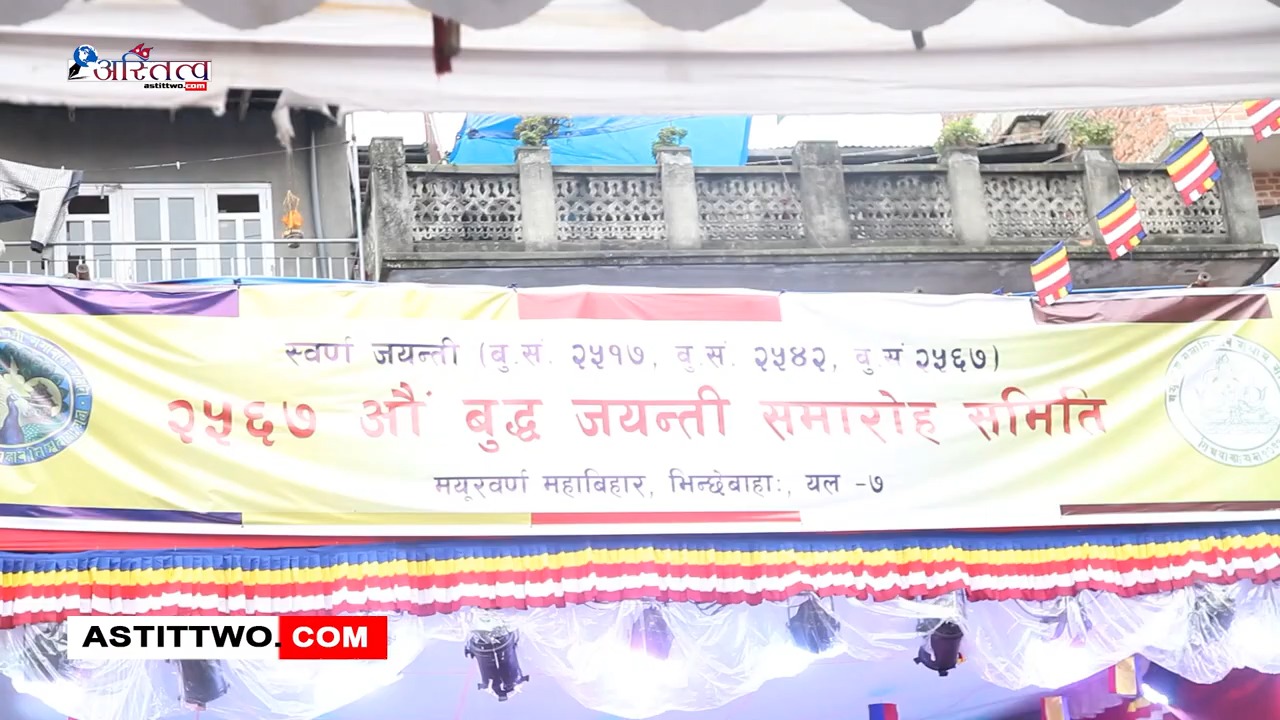 अस्तित्व
astittwo.com
स्वर्ण जयन्ती (बु.सं. २५१७, बु.सं. २५४२, बु.सं २५६७)
२५६७ औं बुद्ध जयन्ती समारोह समिति
मयूरवर्ण महाबिहार, भिन्छेबाहाः, यल -७
ASTITTWO.COM